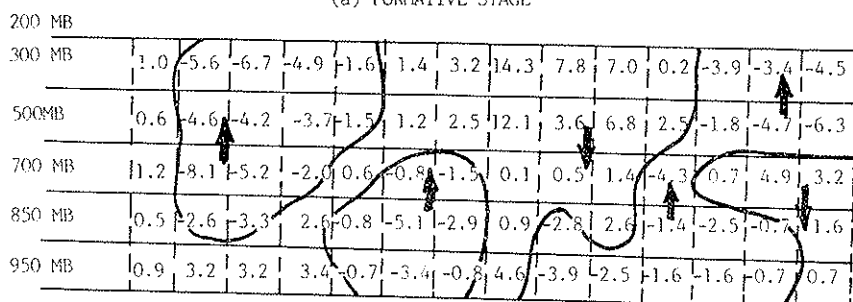 (a) FORMATIVE STAGE
200 MB
300 MB 1.0 -5.6 -6.7 -4.9 -1.6 1.4 3.2 14.3 7.8 7.0 0.2 -3.9 -3.4 -4.5
500MB 0.6 -4.6 -4.2 -3.7 -1.5 1.2 2.5 12.1 3.6 6.8 2.5 -1.8 -4.7 -6.3
700 MB 1.2 -8.1 -5.2 -2.0 0.6 -0.8 -1.5 0.1 0.5 1.4 -4.3 0.7 4.9 3.2
850 MB 0.5 -2.6 -3.3 2.6 -0.8 -5.1 -2.9 0.9 -2.8 2.6 -1.4 -2.5 -0.7 1.6
950 MB 0.9 3.2 3.2 3.4 -0.7 -3.4 -0.8 4.6 -3.9 -2.5 -1.6 -1.6 -0.7 0.7